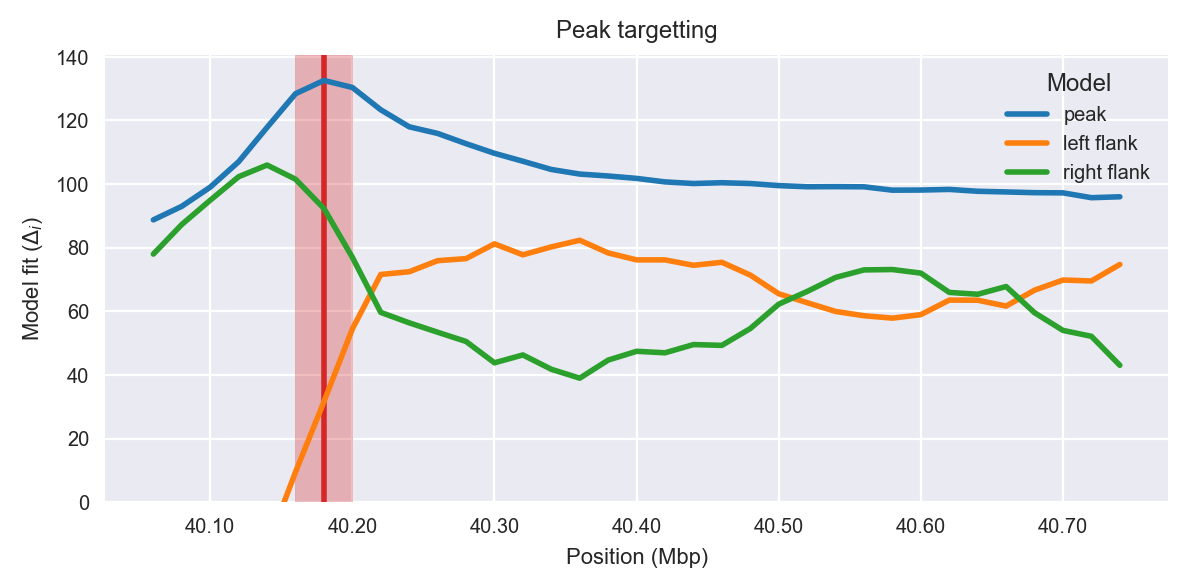 Peak targetting
Model fit (Δᵢ)
140
120
100
80
60
40
20
0
Model
peak
left flank
right flank
40.10 40.20 40.30 40.40 40.50 40.60 40.70
Position (Mbp)